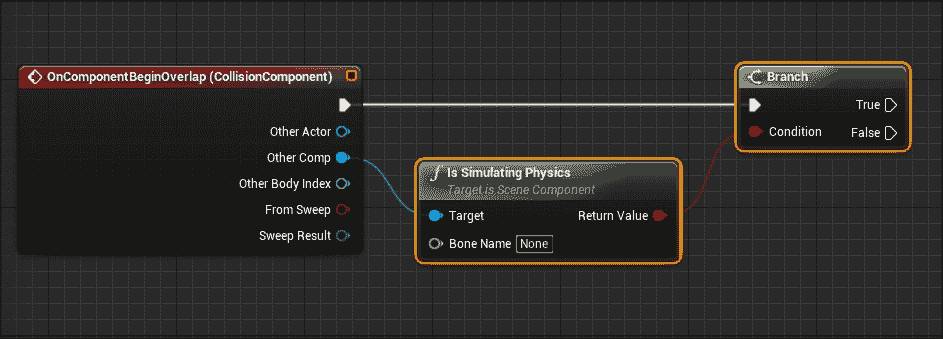 OnComponentBeginOverlap (CollisionComponent)
Other Actor
Other Comp
Other Body Index
From Sweep
Sweep Result
f Is Simulating Physics
Target is Scene Component
Target Return Value
Bone Name None
Branch
True
Condition False